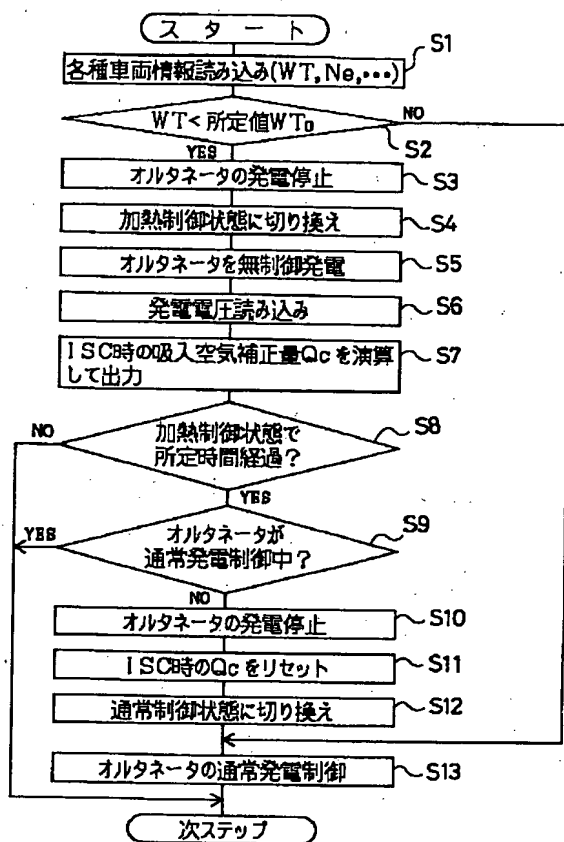 スタート
S1
各種車両情報読み込み(WT,Ne,…)
WT<所定値WT₀
NO
S2
YES
オルタネータの発電停止
S3
加熱制御状態に切り換え
S4
オルタネータを無制御発電
S5
発電電圧読み込み
S6
ISC時の吸入空気補正量Qcを演算
して出力
S7
加熱制御状態で
所定時間経過?
S8
NO
YES
オルタネータが
通常発電制御中?
S9
YES
NO
オルタネータの発電停止
S10
ISC時のQcをリセット
S11
通常制御状態に切り換え
S12
オルタネータの通常発電制御
S13
次ステップ